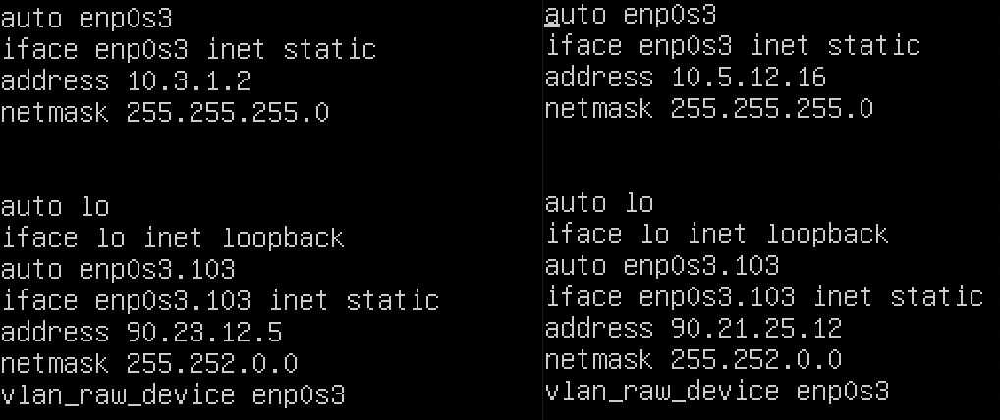 auto enp0s3
iface enp0s3 inet static
address 10.3.1.2
netmask 255.255.255.0
auto lo
iface lo inet loopback
auto enp0s3.103
iface enp0s3.103 inet static
address 90.23.12.5
netmask 255.252.0.0
vlan_raw_device enp0s3
auto enp0s3
iface enp0s3 inet static
address 10.5.12.16
netmask 255.255.255.0
auto lo
iface lo inet loopback
auto enp0s3.103
iface enp0s3.103 inet static
address 90.21.25.12
netmask 255.252.0.0
vlan_raw_device enp0s3